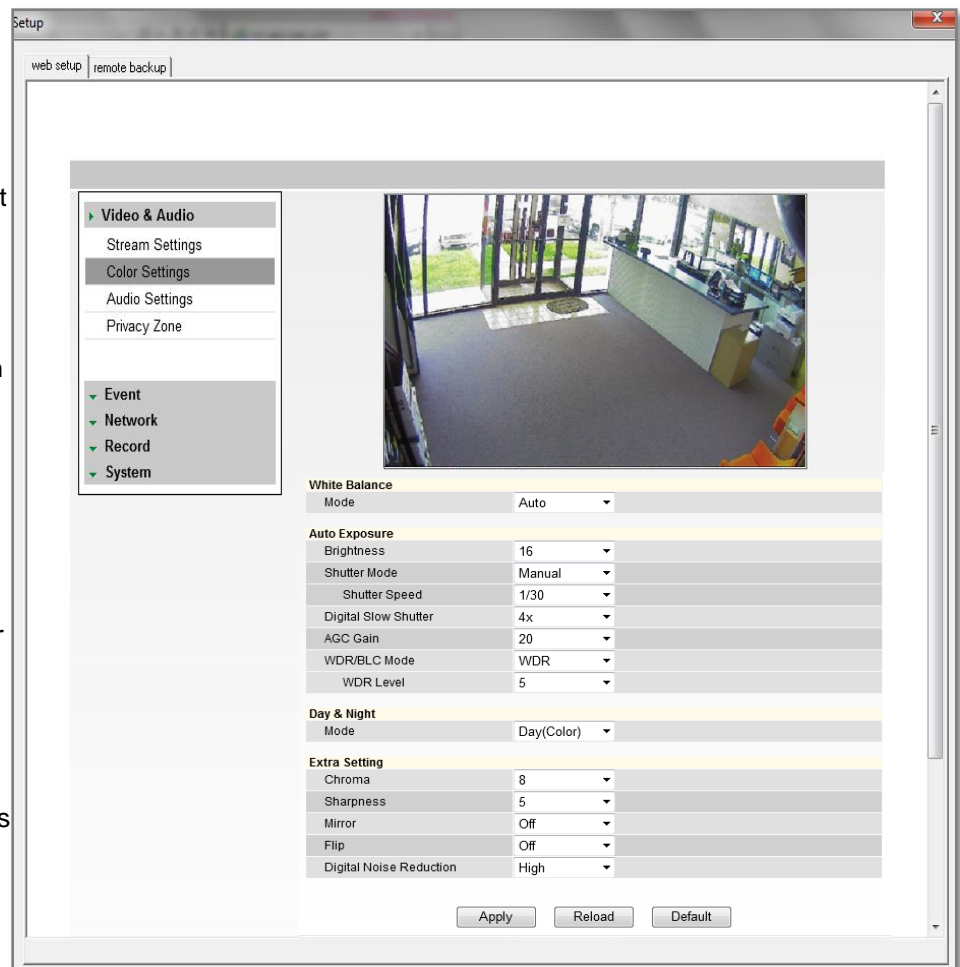 Setup
web setup remote backup
Video & Audio
Stream Settings
Color Settings
Audio Settings
Privacy Zone
Event
Network
Record
System
White Balance
Mode Auto
Auto Exposure
Brightness 16
Shutter Mode Manual
Shutter Speed 1/30
Digital Slow Shutter 4x
AGC Gain 20
WDR/BLC Mode WDR
WDR Level 5
Day & Night
Mode Day(Color)
Extra Setting
Chroma 8
Sharpness 5
Mirror Off
Flip Off
Digital Noise Reduction High
Apply Reload Default